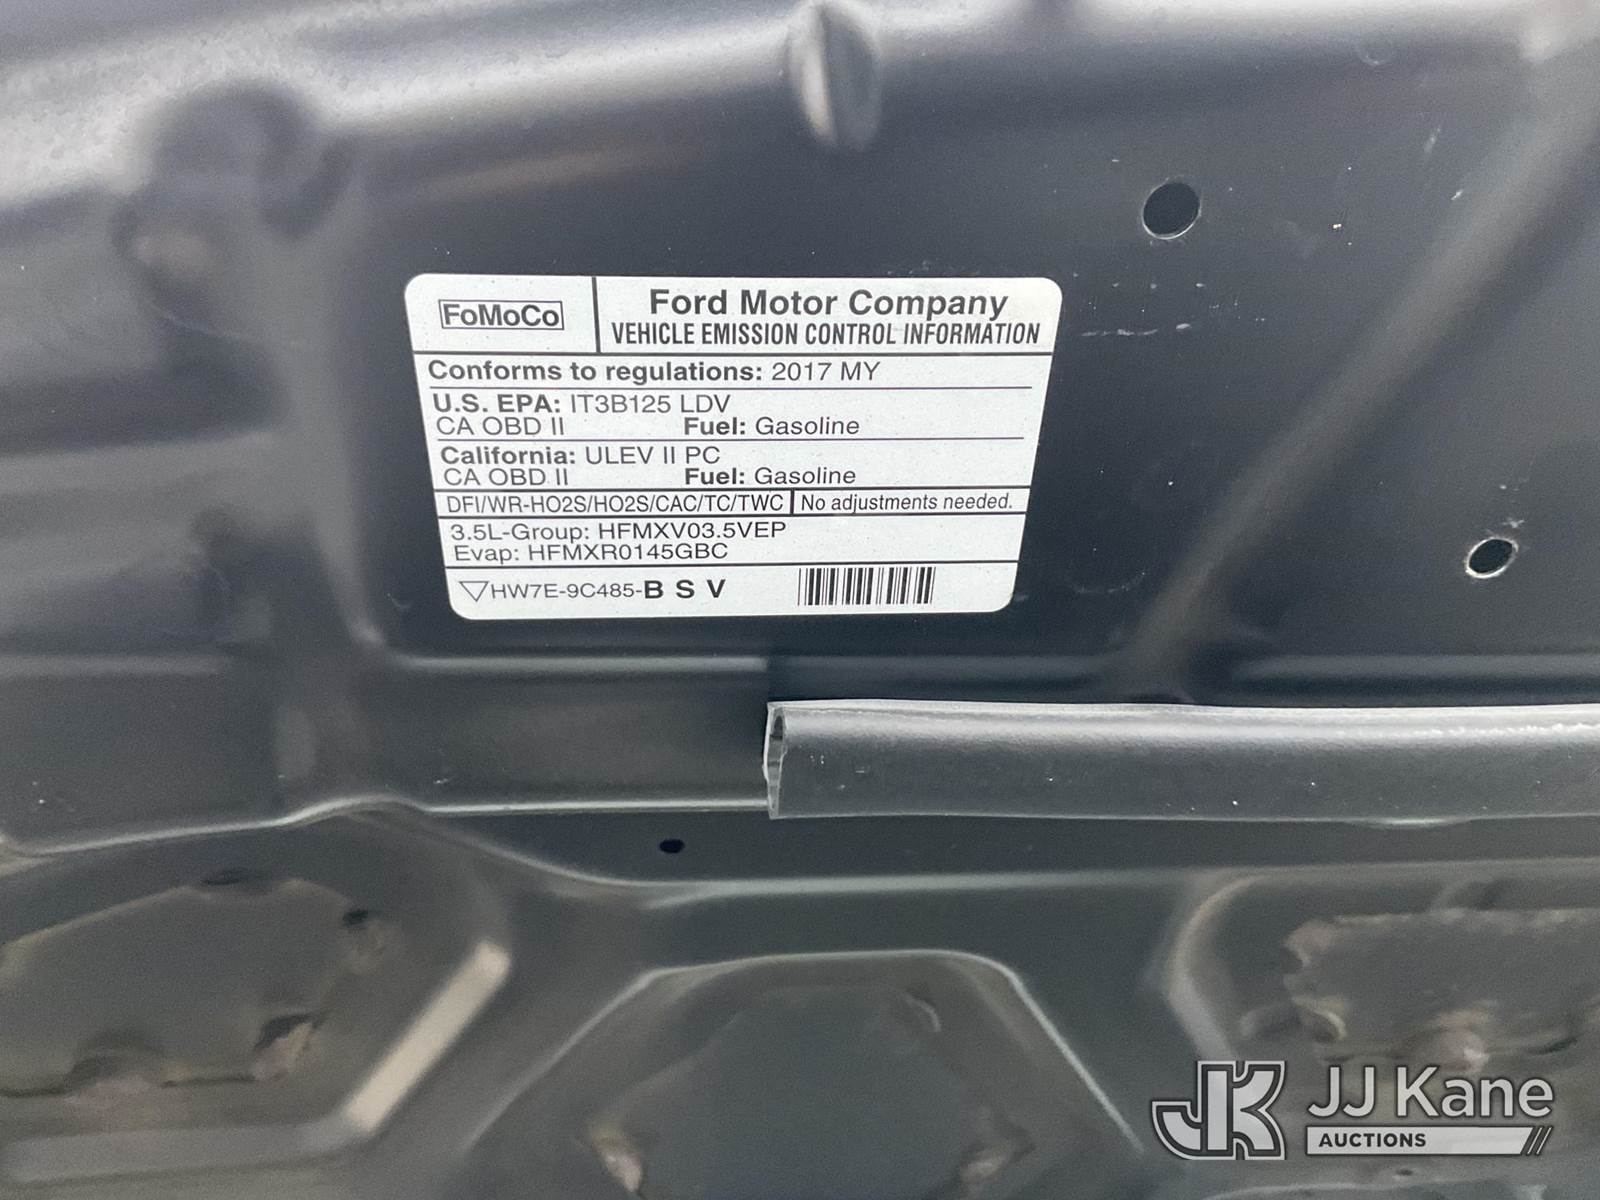 FoMoCo
Ford Motor Company
VEHICLE EMISSION CONTROL INFORMATION
Conforms to regulations: 2017 MY
U.S. EPA: IT3B125 LDV
CA OBD II Fuel: Gasoline
California: ULEV II PC
CA OBD II Fuel: Gasoline
DFI/WR-HO2S/HO2S/CAC/TC/TWC No adjustments needed.
3.5L-Group: HFMXV03.5VEP
Evap: HFMXR0145GBC
HW7E-9C485-B S V
JK JJ Kane
AUCTIONS